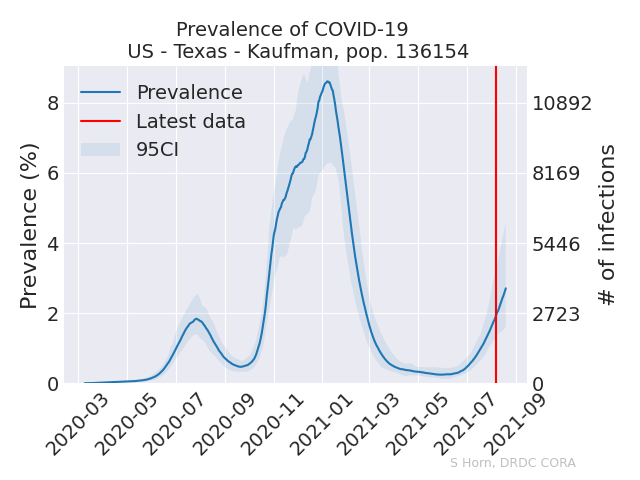 Prevalence of COVID-19
US - Texas - Kaufman, pop. 136154
Prevalence
Latest data
95CI
Prevalence (%)
8
6
4
2
0
# of infections
10892
8169
5446
2723
0
2020-03
2020-05
2020-07
2020-09
2020-11
2021-01
2021-03
2021-05
2021-07
2021-09
S Horn, DRDC CORA